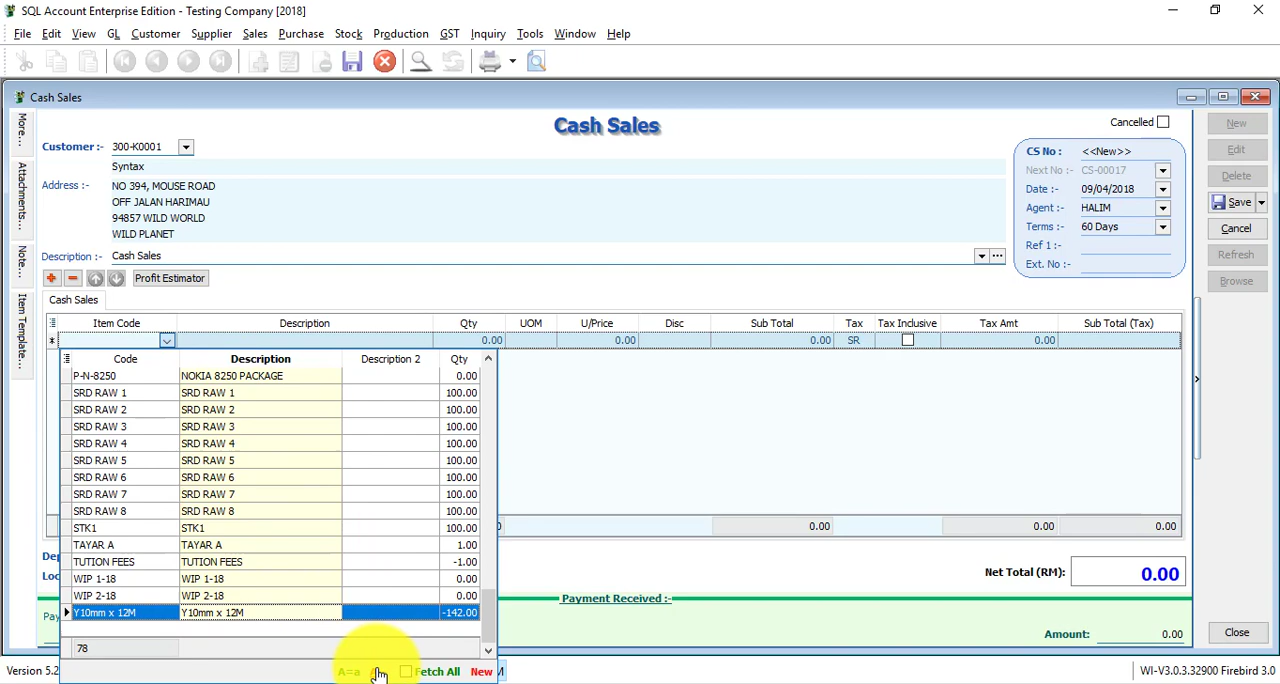 SQL Account Enterprise Edition - Testing Company [2018]
File Edit View GL Customer Supplier Sales Purchase Stock Production GST Inquiry Tools Window Help
Cash Sales
More...
Attachments...
Note...
Item Template...
Cash Sales
Cancelled
Customer :- 300-K0001
Syntax
Address :- NO 394, MOUSE ROAD
OFF JALAN HARIMAU
94857 WILD WORLD
WILD PLANET
Description :- Cash Sales
CS No : <<New>>
Next No :- CS-00017
Date :- 09/04/2018
Agent :- HALIM
Terms :- 60 Days
Ref 1 :-
Ext. No :-
New
Edit
Delete
Save
Cancel
Refresh
Browse
Profit Estimator
Cash Sales
Item Code Description Qty UOM U/Price Disc Sub Total Tax Tax Inclusive Tax Amt Sub Total (Tax)
0.00 0.00 0.00 SR 0.00
Code Description Description 2 Qty
P-N-8250 NOKIA 8250 PACKAGE 0.00
SRD RAW 1 SRD RAW 1 100.00
SRD RAW 2 SRD RAW 2 100.00
SRD RAW 3 SRD RAW 3 100.00
SRD RAW 4 SRD RAW 4 100.00
SRD RAW 5 SRD RAW 5 100.00
SRD RAW 6 SRD RAW 6 100.00
SRD RAW 7 SRD RAW 7 100.00
SRD RAW 8 SRD RAW 8 100.00
STK1 STK1 100.00
TAYAR A TAYAR A 1.00
TUTION FEES TUTION FEES -1.00
WIP 1-18 WIP 1-18 0.00
WIP 2-18 WIP 2-18 0.00
Y10mm x 12M Y10mm x 12M -142.00
78
A=a Fetch All New
0.00 0.00 0.00
Net Total (RM): 0.00
Payment Received :-
Amount: 0.00
Close
Version 5.2
WI-V3.0.3.32900 Firebird 3.0